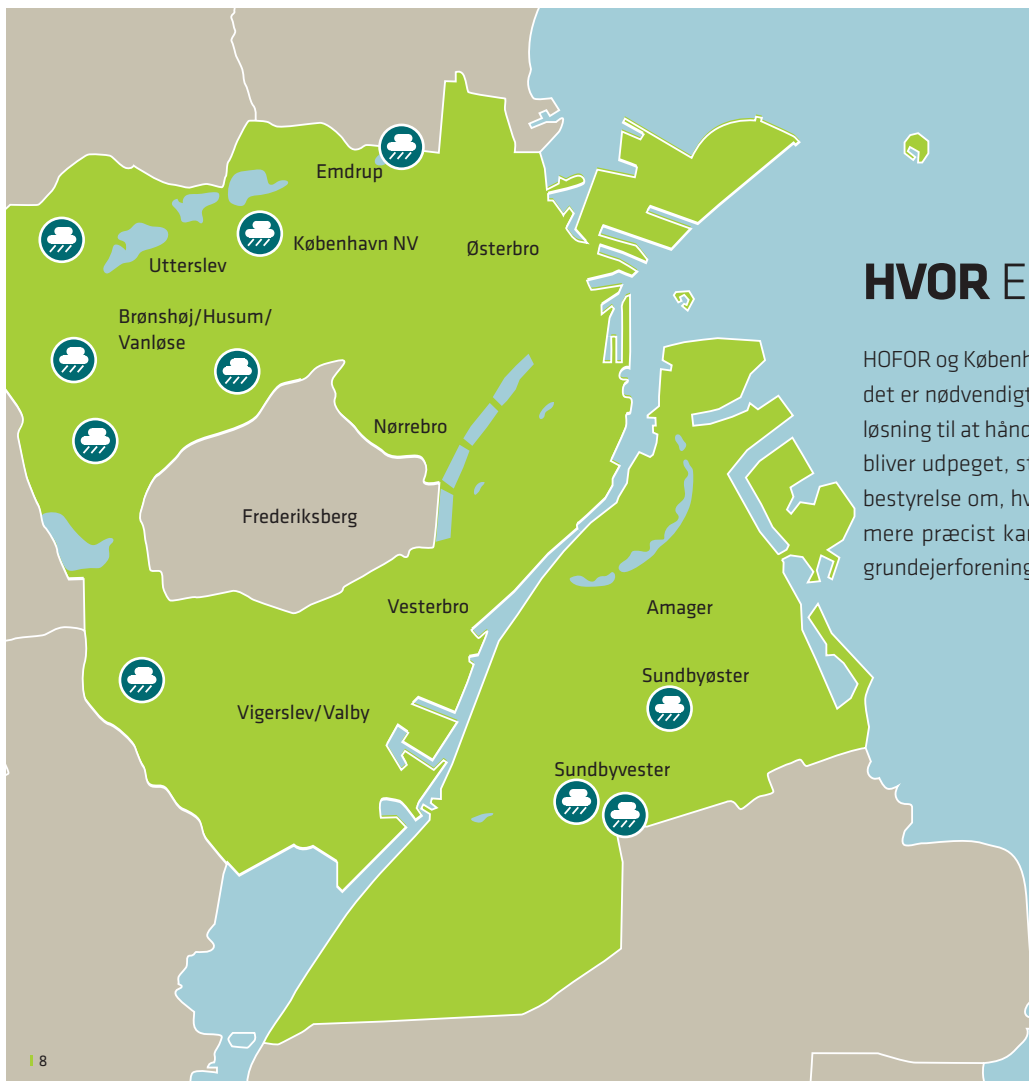 Emdrup
København NV
Østerbro
Utterslev
Brønshøj/Husum/
Vanløse
Nørrebro
Frederiksberg
Vesterbro
Amager
Sundbyøster
Vigerslev/Valby
Sundbyvester
HVOR E
HOFOR og Københ
det er nødvendigt
løsning til at hånd
bliver udpeget, st
bestyrelse om, hv
mere præcist kan
grundejerforening
8